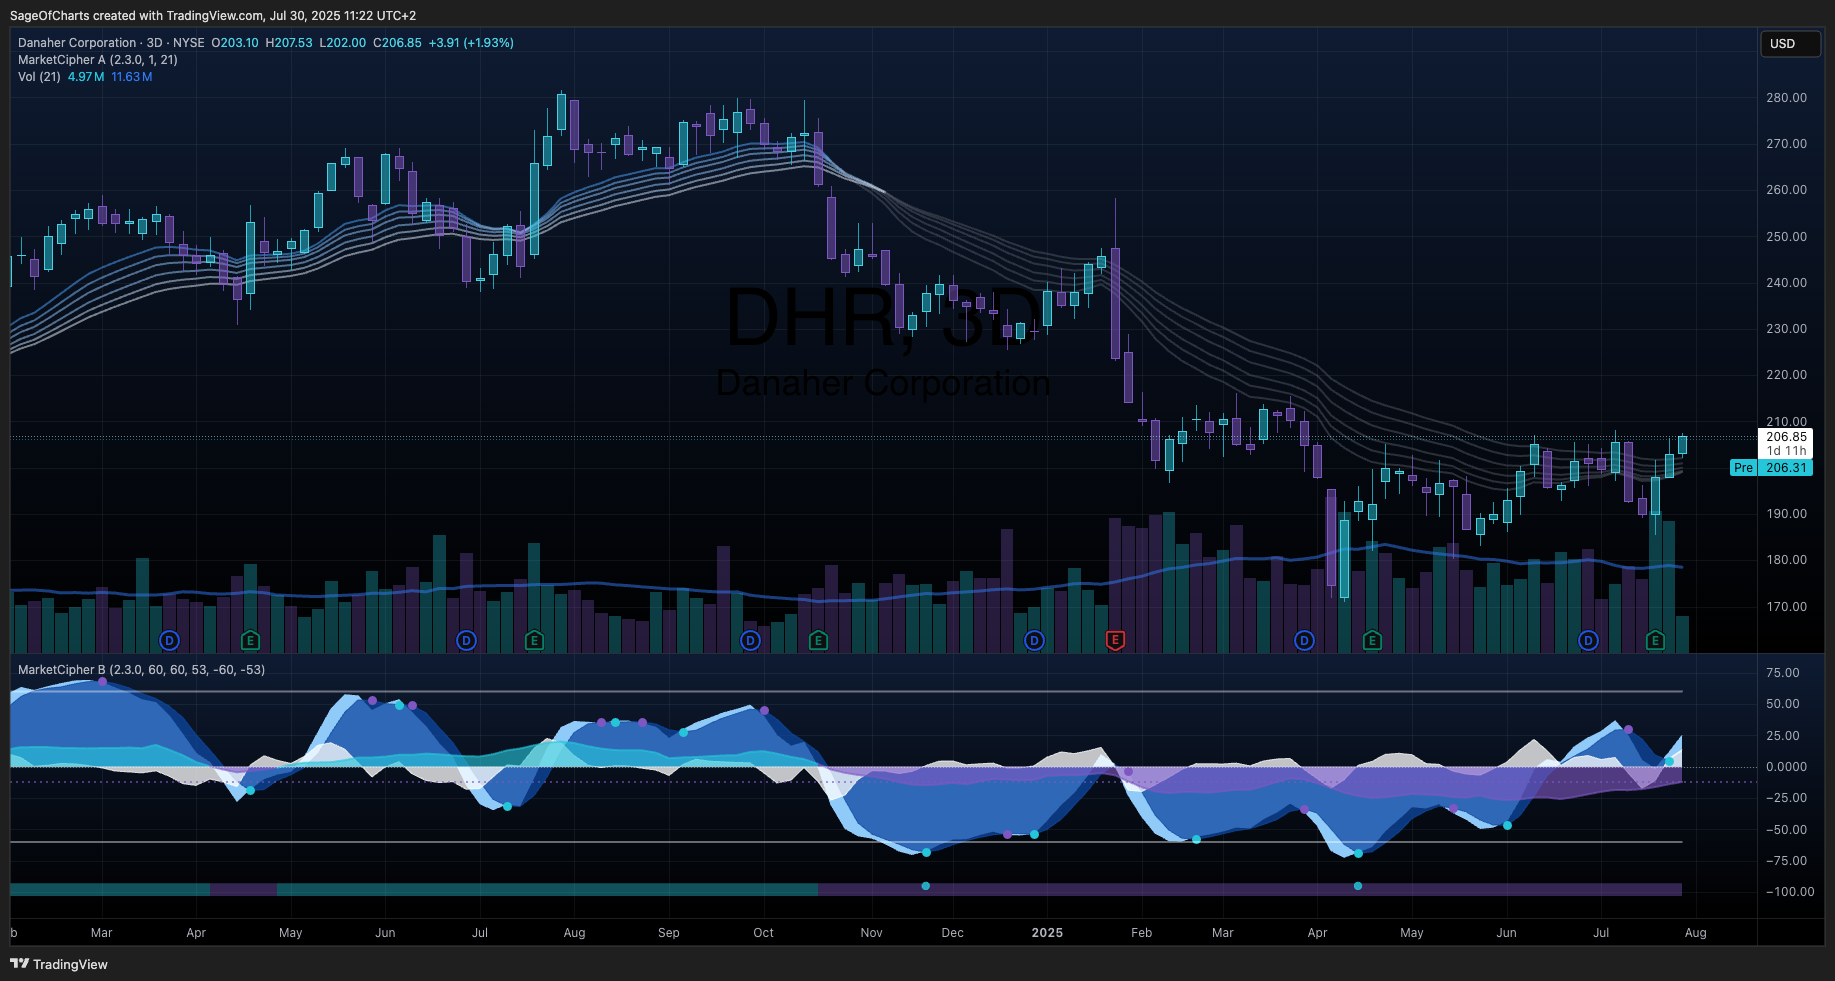 SageOfCharts created with TradingView.com, Jul 30, 2025 11:22 UTC+2
Danaher Corporation · 3D · NYSE O203.10 H207.53 L202.00 C206.85 +3.91 (+1.93%)
USD
MarketCipher A (2.3.0, 1, 21)
Vol (21) 4.97M 11.63M
280.00
270.00
260.00
250.00
240.00
230.00
220.00
210.00
206.85
1d 11h
Pre 206.31
190.00
180.00
170.00
DHR, 3D
Danaher Corporation
D E D E D E D E D E D E
MarketCipher B (2.3.0, 60, 60, 53, -60, -53)
75.00
50.00
25.00
0.0000
−25.00
−50.00
−75.00
−100.00
b Mar Apr May Jun Jul Aug Sep Oct Nov Dec 2025 Feb Mar Apr May Jun Jul Aug
TradingView